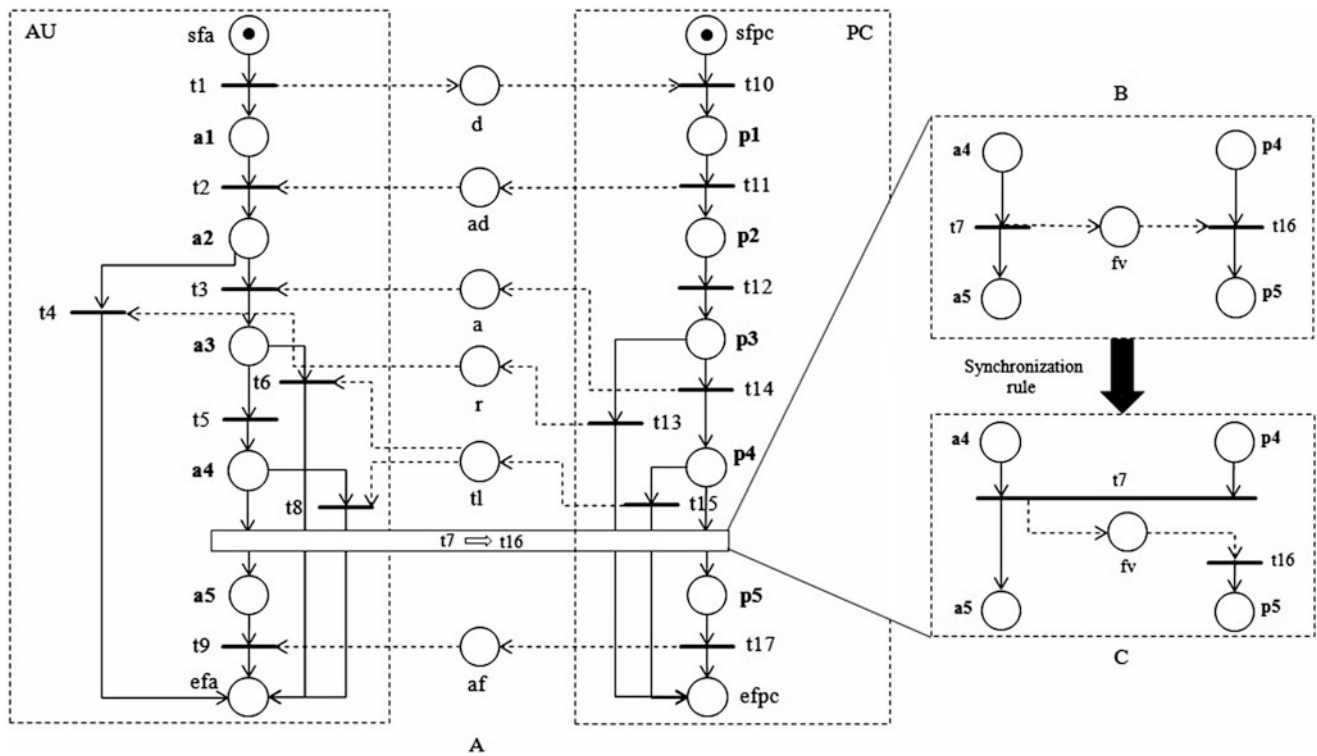 AU
sfa
sfpc
PC
t1
d
t10
a1
p1
t2
ad
t11
a2
p2
t3
a
t12
t4
a3
p3
t6
r
t14
t5
t13
a4
tl
p4
t8
t15
t7 ⇨ t16
a5
p5
t9
af
t17
efa
efpc
A
B
a4
p4
t7
fv
t16
a5
p5
Synchronization
rule
a4
p4
t7
fv
t16
a5
p5
C